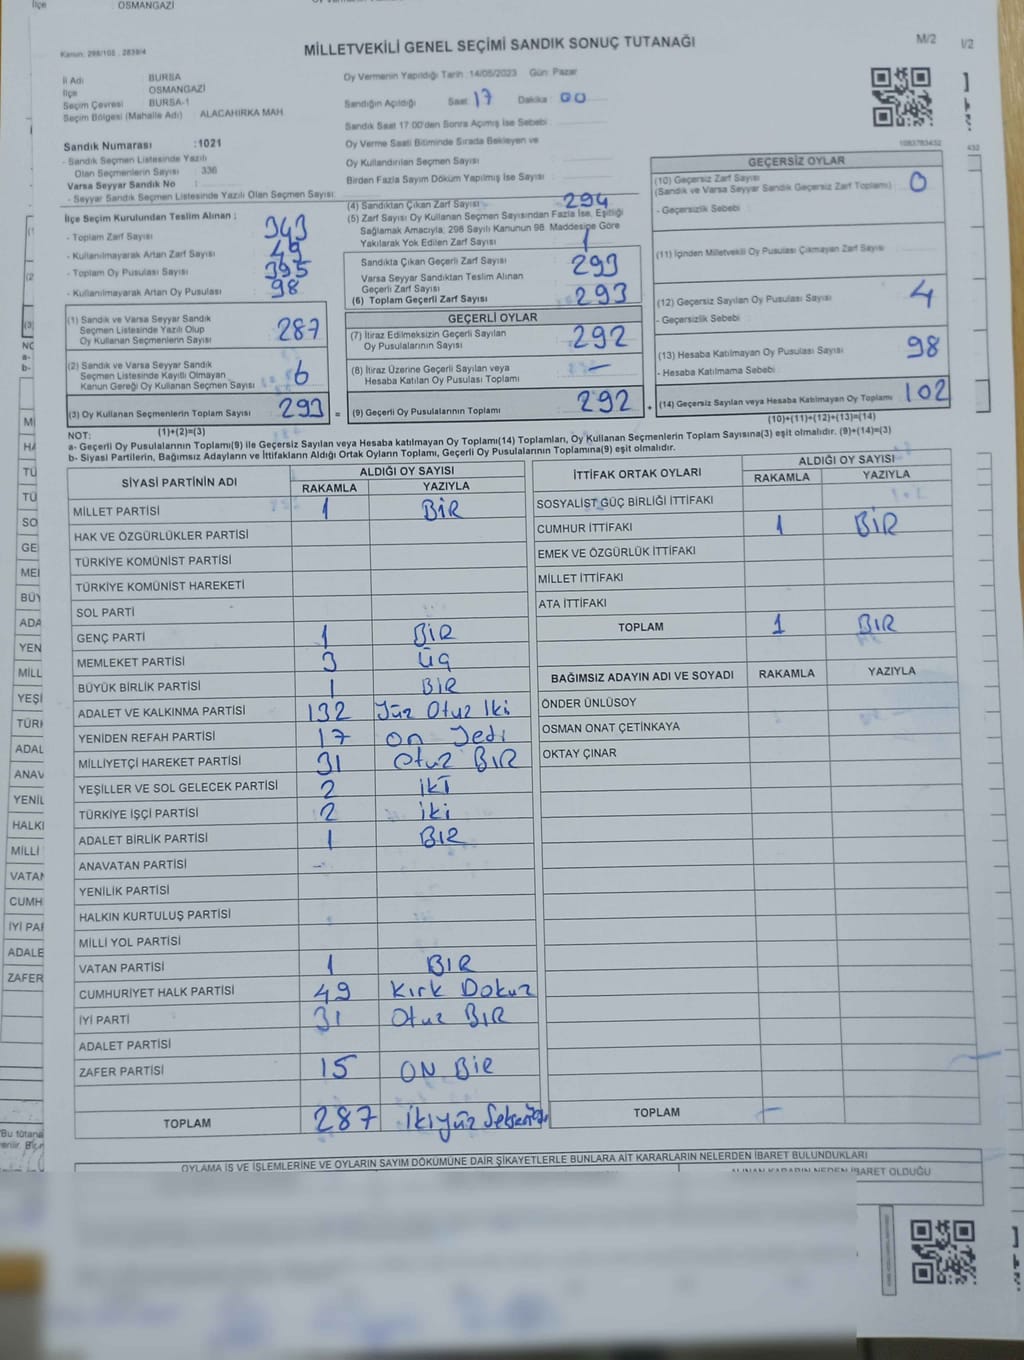 İlçe : OSMANGAZİ
Kanun: 298/105 , 2839/4
MİLLETVEKİLİ GENEL SEÇİMİ SANDIK SONUÇ TUTANAĞI
M/2
1/2
İl Adı : BURSA
İlçe : OSMANGAZİ
Seçim Çevresi : BURSA-1
Seçim Bölgesi (Mahalle Adı) : ALACAHIRKA MAH
Sandık Numarası :1021
- Sandık Seçmen Listesinde Yazılı
Olan Seçmenlerin Sayısı : 336
Varsa Seyyar Sandık No :
- Seyyar Sandık Seçmen Listesinde Yazılı Olan Seçmen Sayısı:
Oy Vermenin Yapıldığı Tarih :14/05/2023 Gün: Pazar
Sandığın Açıldığı Saat: 17 Dakika : 00
Sandık Saat 17:00'den Sonra Açımış İse Sebebi :
Oy Verme Saati Bitiminde Sırada Bekleyen ve
Oy Kullandırılan Seçmen Sayısı :
Birden Fazla Sayım Döküm Yapılmış İse Sayısı :
1083783432
432
İlçe Seçim Kurulundan Teslim Alınan ;
- Toplam Zarf Sayısı : 343
- Kullanılmayarak Artan Zarf Sayısı : 49
- Toplam Oy Pusulası Sayısı : 395
- Kullanılmayarak Artan Oy Pusulası : 98
(1) Sandık ve Varsa Seyyar Sandık
Seçmen Listesinde Yazılı Olup
Oy Kullanan Seçmenlerin Sayısı : 287
(2) Sandık ve Varsa Seyyar Sandık
Seçmen Listesinde Kayıtlı Olmayan
Kanun Gereği Oy Kullanan Seçmen Sayısı : 6
(3) Oy Kullanan Seçmenlerin Toplam Sayısı : 293
(1)+(2)=(3)
(4) Sandıktan Çıkan Zarf Sayısı : 294
(5) Zarf Sayısı Oy Kullanan Seçmen Sayısından Fazla İse, Eşitliği
Sağlamak Amacıyla, 298 Sayılı Kanunun 98. Maddesine Göre
Yakılarak Yok Edilen Zarf Sayısı : 1
Sandıkta Çıkan Geçerli Zarf Sayısı : 293
Varsa Seyyar Sandıktan Teslim Alınan
Geçerli Zarf Sayısı :
(6) Toplam Geçerli Zarf Sayısı : 293
GEÇERLİ OYLAR
(7) İtiraz Edilmeksizin Geçerli Sayılan
Oy Pusulalarının Sayısı : 292
(8) İtiraz Üzerine Geçerli Sayılan veya
Hesaba Katılan Oy Pusulası Toplamı : —
= (9) Geçerli Oy Pusulalarının Toplamı : 292
GEÇERSİZ OYLAR
(10) Geçersiz Zarf Sayısı
(Sandık ve Varsa Seyyar Sandık Geçersiz Zarf Toplamı) : 0
- Geçersizlik Sebebi :
(11) İçinden Milletvekili Oy Pusulası Çıkmayan Zarf Sayısı :
(12) Geçersiz Sayılan Oy Pusulası Sayısı : 4
- Geçersizlik Sebebi :
(13) Hesaba Katılmayan Oy Pusulası Sayısı : 98
- Hesaba Katılmama Sebebi :
+ (14) Geçersiz Sayılan veya Hesaba Katılmayan Oy Toplamı : 102
(10)+(11)+(12)+(13)=(14)
NOT:
a- Geçerli Oy Pusulalarının Toplamı(9) ile Geçersiz Sayılan veya Hesaba katılmayan Oy Toplamı(14) Toplamları, Oy Kullanan Seçmenlerin Toplam Sayısına(3) eşit olmalıdır. (9)+(14)=(3)
b- Siyasi Partilerin, Bağımsız Adayların ve İttifakların Aldığı Ortak Oyların Toplamı, Geçerli Oy Pusulalarının Toplamına(9) eşit olmalıdır.
SİYASİ PARTİNİN ADI ALDIĞI OY SAYISI
RAKAMLA YAZIYLA
MİLLET PARTİSİ 1 BİR
HAK VE ÖZGÜRLÜKLER PARTİSİ
TÜRKİYE KOMÜNİST PARTİSİ
TÜRKİYE KOMÜNİST HAREKETİ
SOL PARTİ
GENÇ PARTİ 1 BİR
MEMLEKET PARTİSİ 3 Üç
BÜYÜK BİRLİK PARTİSİ 1 BİR
ADALET VE KALKINMA PARTİSİ 132 Yüz Otuz İki
YENİDEN REFAH PARTİSİ 17 on Yedi
MİLLİYETÇİ HAREKET PARTİSİ 31 Otuz BIR
YEŞİLLER VE SOL GELECEK PARTİSİ 2 İKİ
TÜRKİYE İŞÇİ PARTİSİ 2 iki
ADALET BİRLİK PARTİSİ 1 BIR
ANAVATAN PARTİSİ
YENİLİK PARTİSİ
HALKIN KURTULUŞ PARTİSİ
MİLLİ YOL PARTİSİ
VATAN PARTİSİ 1 BIR
CUMHURİYET HALK PARTİSİ 49 Kırk Dokuz
İYİ PARTİ 31 Otuz BIR
ADALET PARTİSİ
ZAFER PARTİSİ 15 ON BİR
TOPLAM 287 İkiyüz
İTTİFAK ORTAK OYLARI ALDIĞI OY SAYISI
RAKAMLA YAZIYLA
SOSYALİST GÜÇ BİRLİĞİ İTTİFAKI
CUMHUR İTTİFAKI 1 BİR
EMEK VE ÖZGÜRLÜK İTTİFAKI
MİLLET İTTİFAKI
ATA İTTİFAKI
TOPLAM 1 BIR
BAĞIMSIZ ADAYIN ADI VE SOYADI RAKAMLA YAZIYLA
ÖNDER ÜNLÜSOY
OSMAN ONAT ÇETİNKAYA
OKTAY ÇINAR
TOPLAM —
OYLAMA İŞ VE İŞLEMLERİNE VE OYLARIN SAYIM DÖKÜMÜNE DAİR ŞİKAYETLERLE BUNLARA AİT KARARLARIN NELERDEN İBARET BULUNDUKLARI
ALINAN KARARIN NEDEN İBARET OLDUĞU